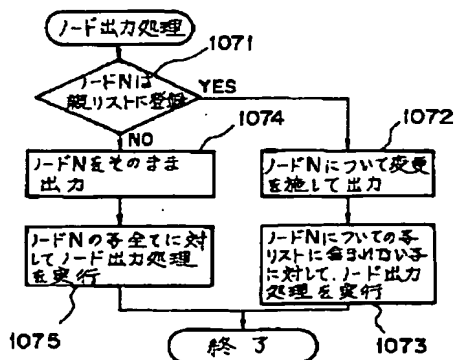 ノード出力処理
1071
ノードNは
親リストに登録
YES
NO
1074
1072
ノードNをそのまま
出力
ノードNについて変更
を施して出力
ノードNの子全てに対
してノード出力処理
を実行
ノードNについての子
リストに含まれない子
に対して、ノード出力
処理を実行
1075
1073
終了